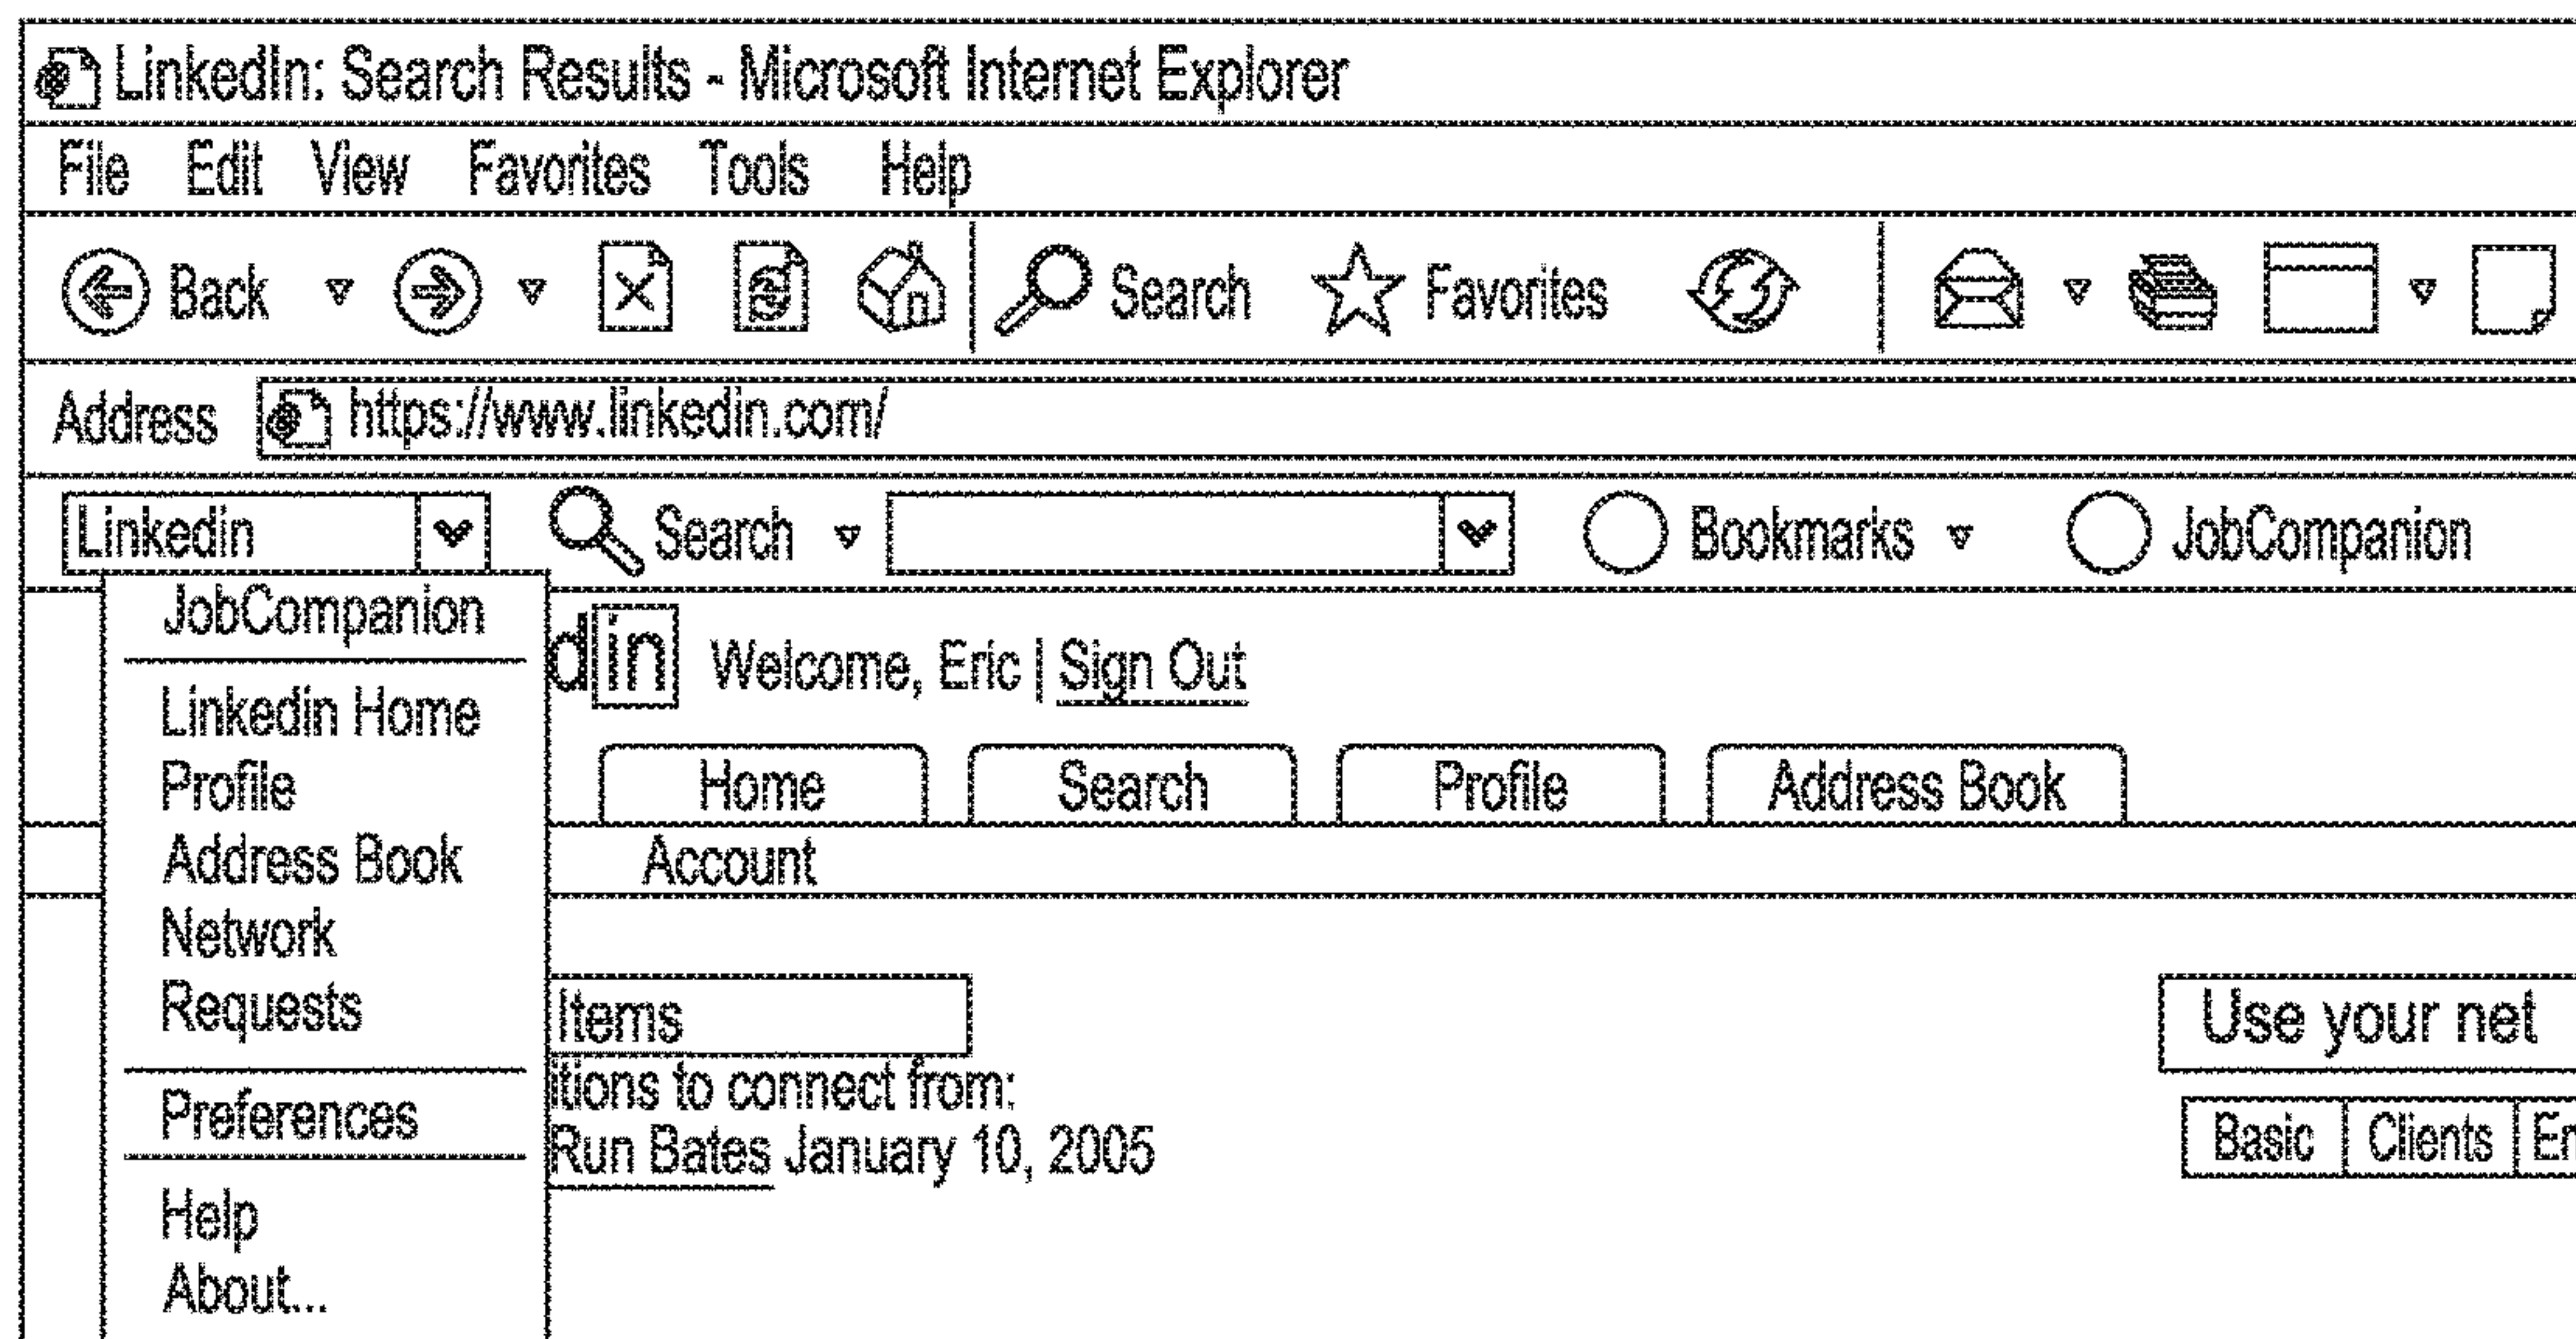 LinkedIn: Search Results - Microsoft Internet Explorer
File Edit View Favorites Tools Help
Back Search Favorites
Address https://www.linkedin.com/
Linkedin Search Bookmarks JobCompanion
JobCompanion
Linkedin Home
Profile
Address Book
Network
Requests
Preferences
Help
About...
d in Welcome, Eric | Sign Out
Home Search Profile Address Book
Account
Items
itions to connect from:
Run Bates January 10, 2005
Use your net
Basic Clients En